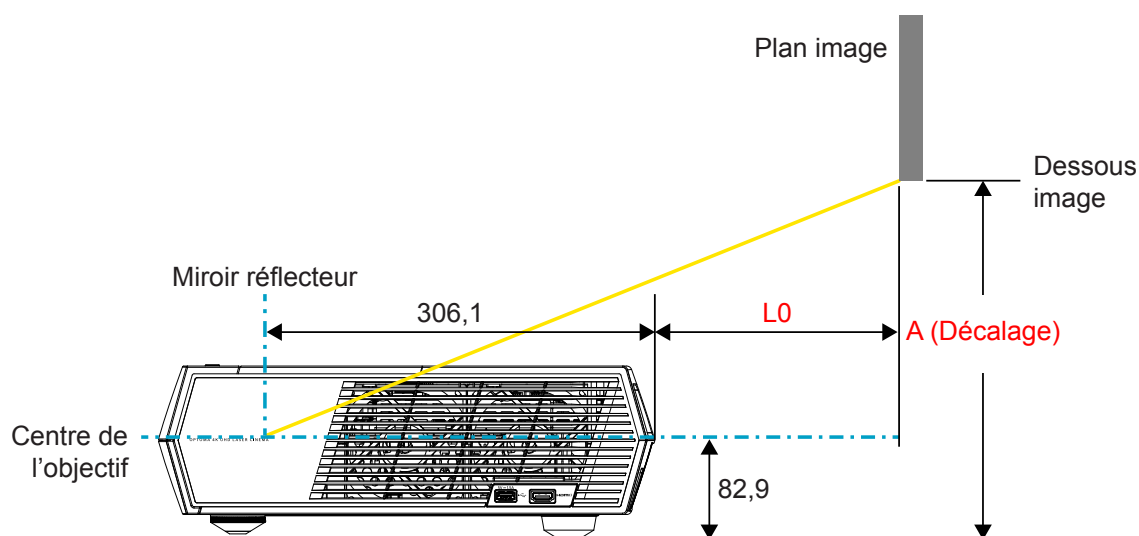 Plan image
Dessous
image
Miroir réflecteur
306,1
L0
A (Décalage)
Centre de
l’objectif
82,9